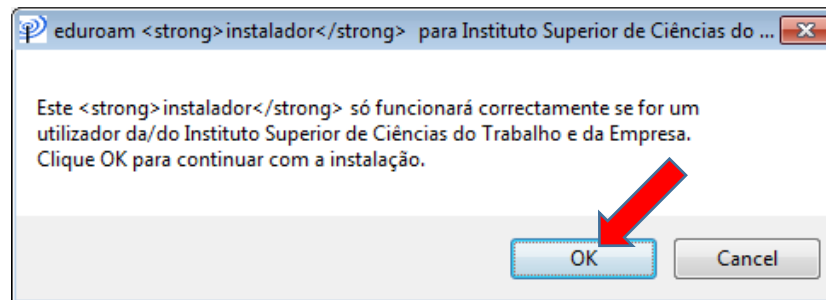 eduroam <strong>instalador</strong> para Instituto Superior de Ciências do ...
Este <strong>instalador</strong> só funcionará correctamente se for um
utilizador da/do Instituto Superior de Ciências do Trabalho e da Empresa.
Clique OK para continuar com a instalação.
OK
Cancel